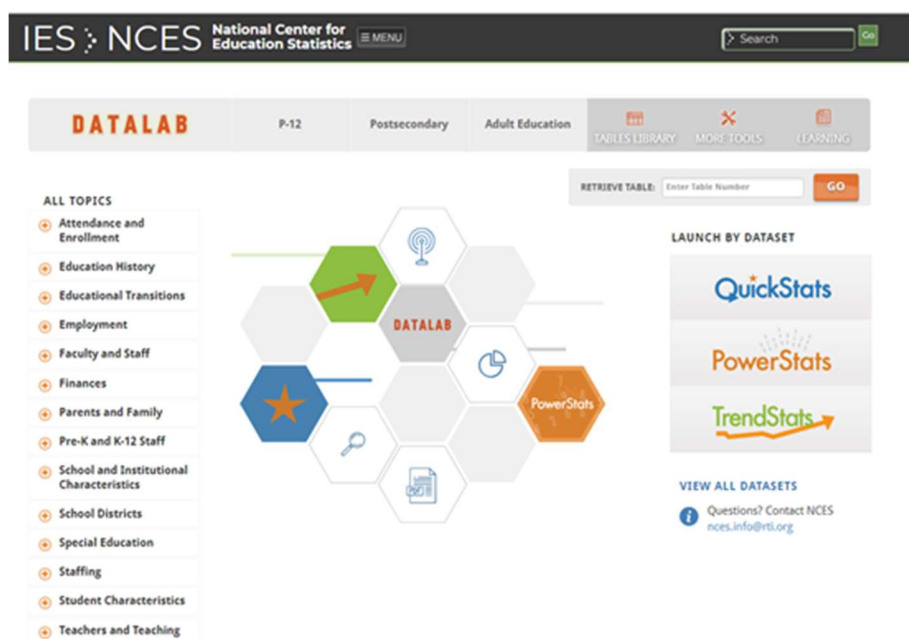 IES NCES National Center for
Education Statistics
MENU
Search
Go
DATALAB
P-12
Postsecondary
Adult Education
TABLES LIBRARY
MORE TOOLS
LEARNING
RETRIEVE TABLE:
Enter Table Number
GO
ALL TOPICS
Attendance and
Enrollment
Education History
Educational Transitions
Employment
Faculty and Staff
Finances
Parents and Family
Pre-K and K-12 Staff
School and Institutional
Characteristics
School Districts
Special Education
Staffing
Student Characteristics
Teachers and Teaching
DATALAB
PowerStats
LAUNCH BY DATASET
QuickStats
PowerStats
TrendStats
VIEW ALL DATASETS
Questions? Contact NCES
nces.info@rti.org